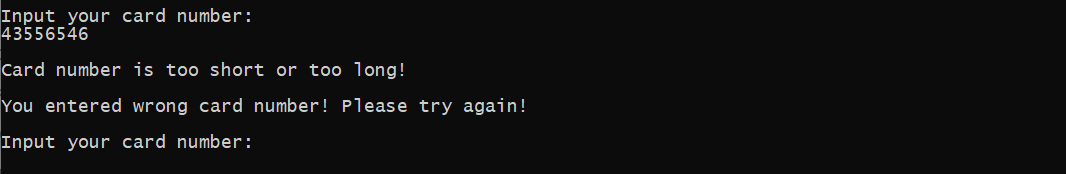 Input your card number:
43556546
Card number is too short or too long!
You entered wrong card number! Please try again!
Input your card number: